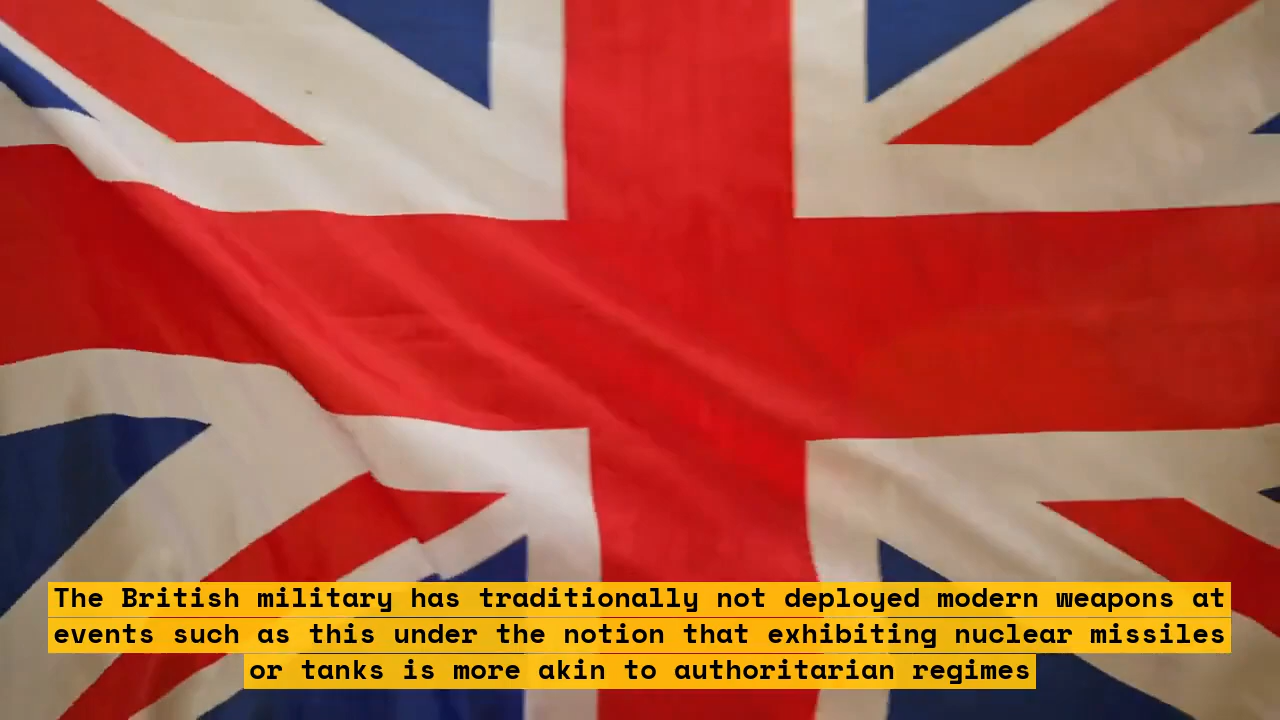 The British military has traditionally not deployed modern weapons at
events such as this under the notion that exhibiting nuclear missiles
or tanks is more akin to authoritarian regimes